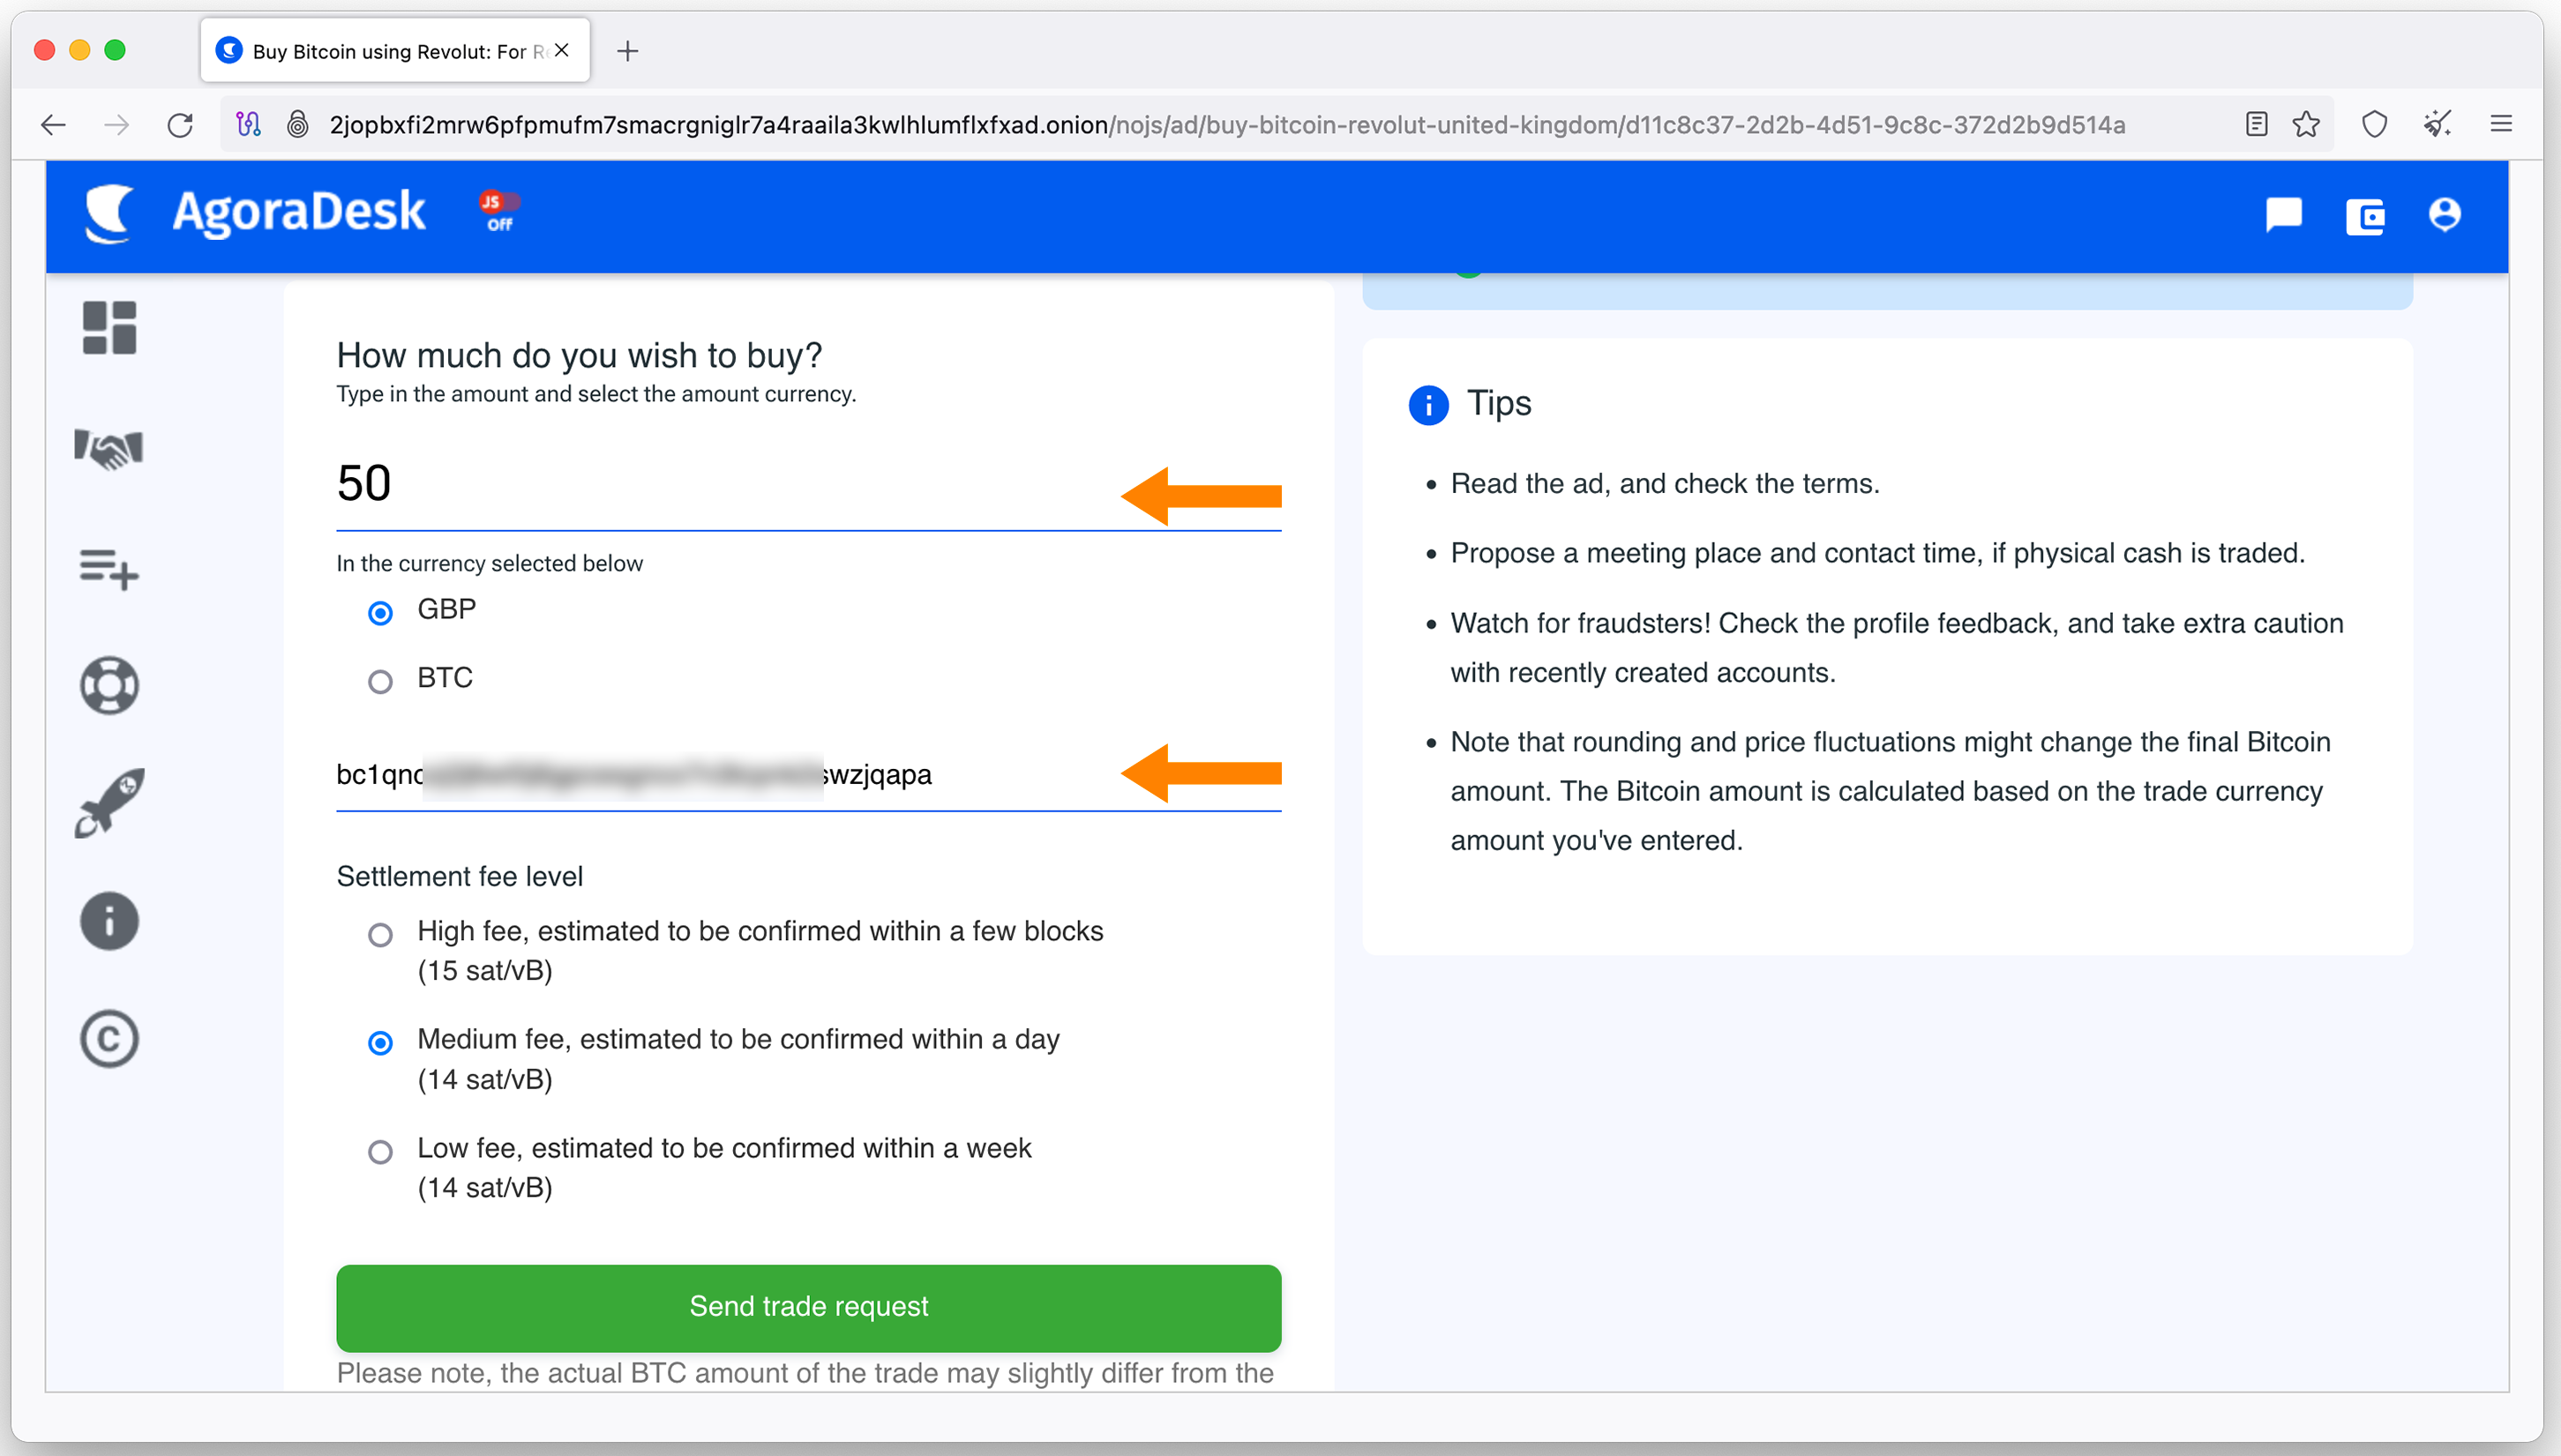 Buy Bitcoin using Revolut: For R
2jopbxfi2mrw6pfpmufm7smacrgniglr7a4raaila3kwlhlumflxfxad.onion/nojs/ad/buy-bitcoin-revolut-united-kingdom/d11c8c37-2d2b-4d51-9c8c-372d2b9d514a
AgoraDesk
JS
Off
How much do you wish to buy?
Type in the amount and select the amount currency.
50
In the currency selected below
GBP
BTC
bc1qnc swzjqapa
Settlement fee level
High fee, estimated to be confirmed within a few blocks
(15 sat/vB)
Medium fee, estimated to be confirmed within a day
(14 sat/vB)
Low fee, estimated to be confirmed within a week
(14 sat/vB)
Send trade request
Please note, the actual BTC amount of the trade may slightly differ from the
Tips
• Read the ad, and check the terms.
• Propose a meeting place and contact time, if physical cash is traded.
• Watch for fraudsters! Check the profile feedback, and take extra caution
with recently created accounts.
• Note that rounding and price fluctuations might change the final Bitcoin
amount. The Bitcoin amount is calculated based on the trade currency
amount you've entered.